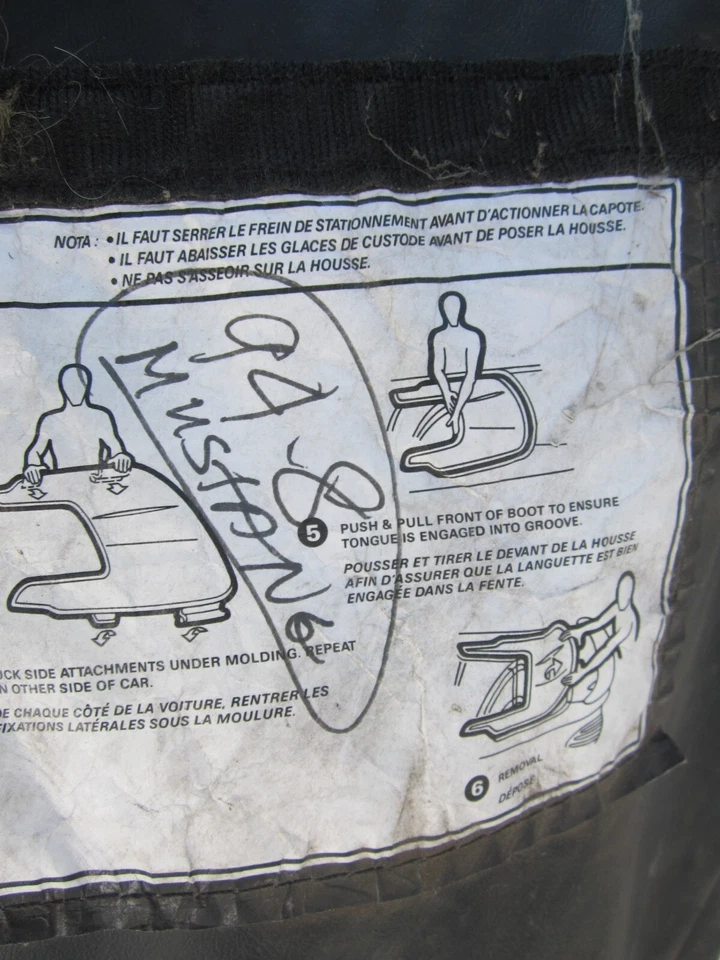 NOTA : • IL FAUT SERRER LE FREIN DE STATIONNEMENT AVANT D'ACTIONNER LA CAPOTE.
• IL FAUT ABAISSER LES GLACES DE CUSTODE AVANT DE POSER LA HOUSSE.
• NE PAS S'ASSEOIR SUR LA HOUSSE.
94-8
MUSTANG
UCK SIDE ATTACHMENTS UNDER MOLDING. REPEAT
N OTHER SIDE OF CAR.
DE CHAQUE CÔTÉ DE LA VOITURE, RENTRER LES
FIXATIONS LATÉRALES SOUS LA MOULURE.
5 PUSH & PULL FRONT OF BOOT TO ENSURE
TONGUE IS ENGAGED INTO GROOVE.
POUSSER ET TIRER LE DEVANT DE LA HOUSSE
AFIN D'ASSURER QUE LA LANGUETTE EST BIEN
ENGAGÉE DANS LA FENTE.
6 REMOVAL
DÉPOSE